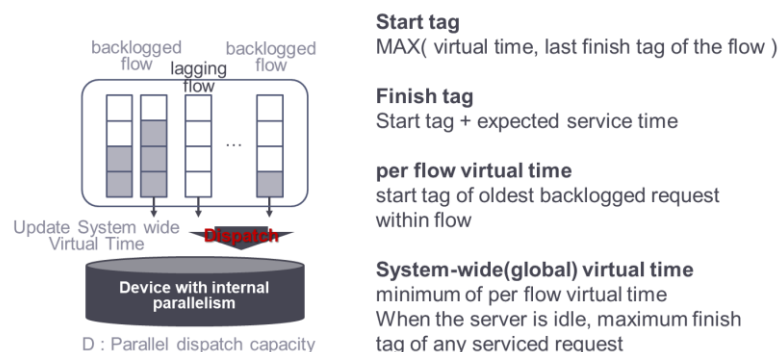 backlogged
flow
lagging
flow
backlogged
flow
...
Update System wide
Virtual Time
Dispatch
Device with internal
parallelism
D : Parallel dispatch capacity
Start tag
MAX( virtual time, last finish tag of the flow )
Finish tag
Start tag + expected service time
per flow virtual time
start tag of oldest backlogged request
within flow
System-wide(global) virtual time
minimum of per flow virtual time
When the server is idle, maximum finish
tag of any serviced request